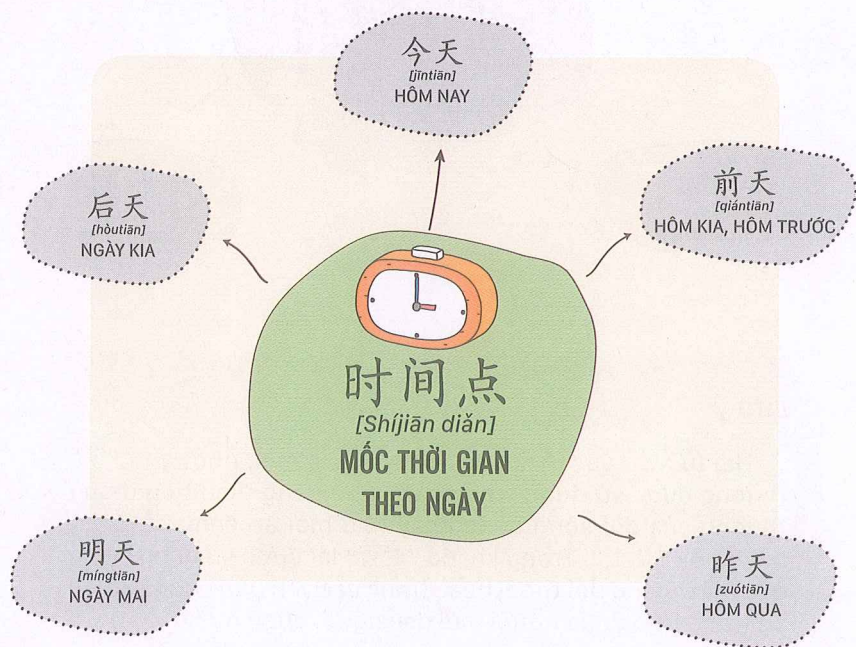 今天
[jīntiān]
HÔM NAY
后天
[hòutiān]
NGÀY KIA
前天
[qiántiān]
HÔM KIA, HÔM TRƯỚC
时间点
[Shíjiān diǎn]
MỐC THỜI GIAN
THEO NGÀY
明天
[míngtiān]
NGÀY MAI
昨天
[zuótiān]
HÔM QUA